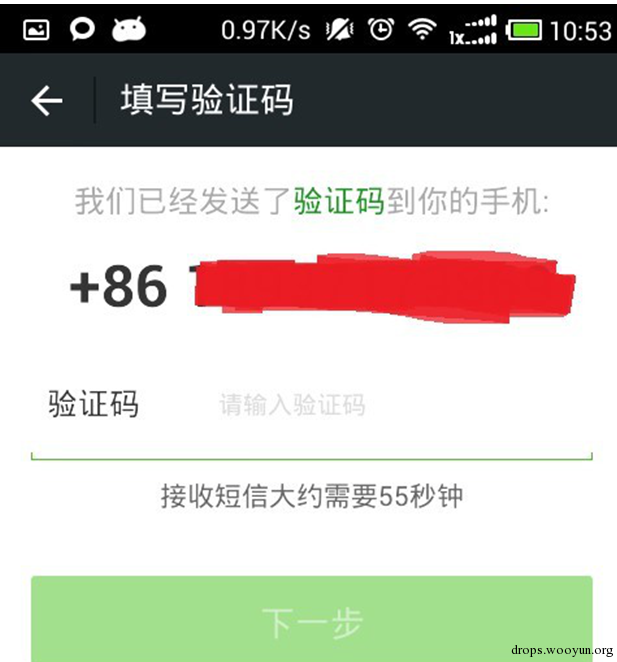 0.97K/s 1x 10:53
填写验证码
我们已经发送了验证码到你的手机:
+86
验证码 请输入验证码
接收短信大约需要55秒钟
下一步
drops.wooyun.org